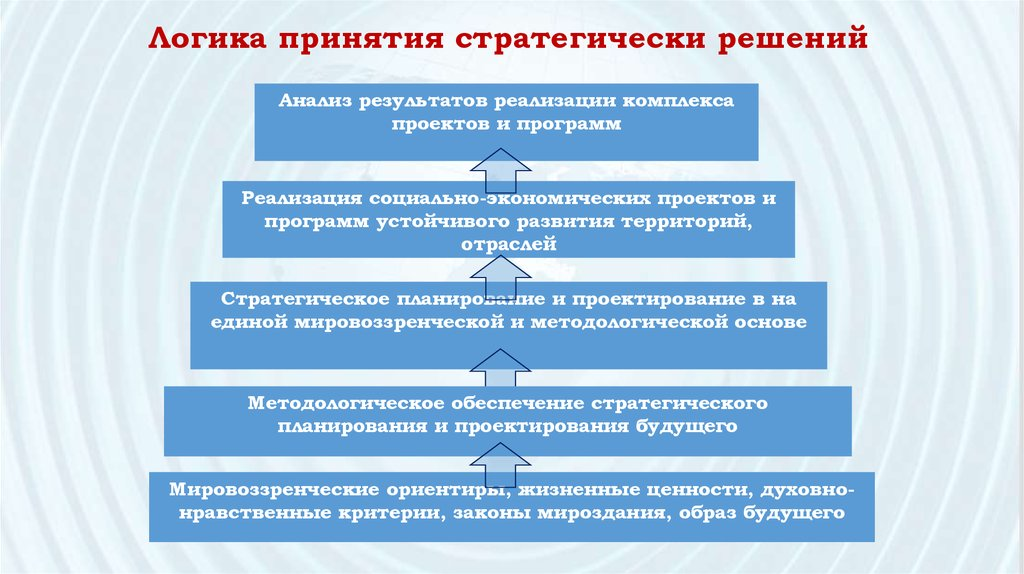 Логика принятия стратегически решений
Анализ результатов реализации комплекса
проектов и программ
Реализация социально-экономических проектов и
программ устойчивого развития территорий,
отраслей
Стратегическое планирование и проектирование в на
единой мировоззренческой и методологической основе
Методологическое обеспечение стратегического
планирования и проектирования будущего
Мировоззренческие ориентиры, жизненные ценности, духовно-
нравственные критерии, законы мироздания, образ будущего